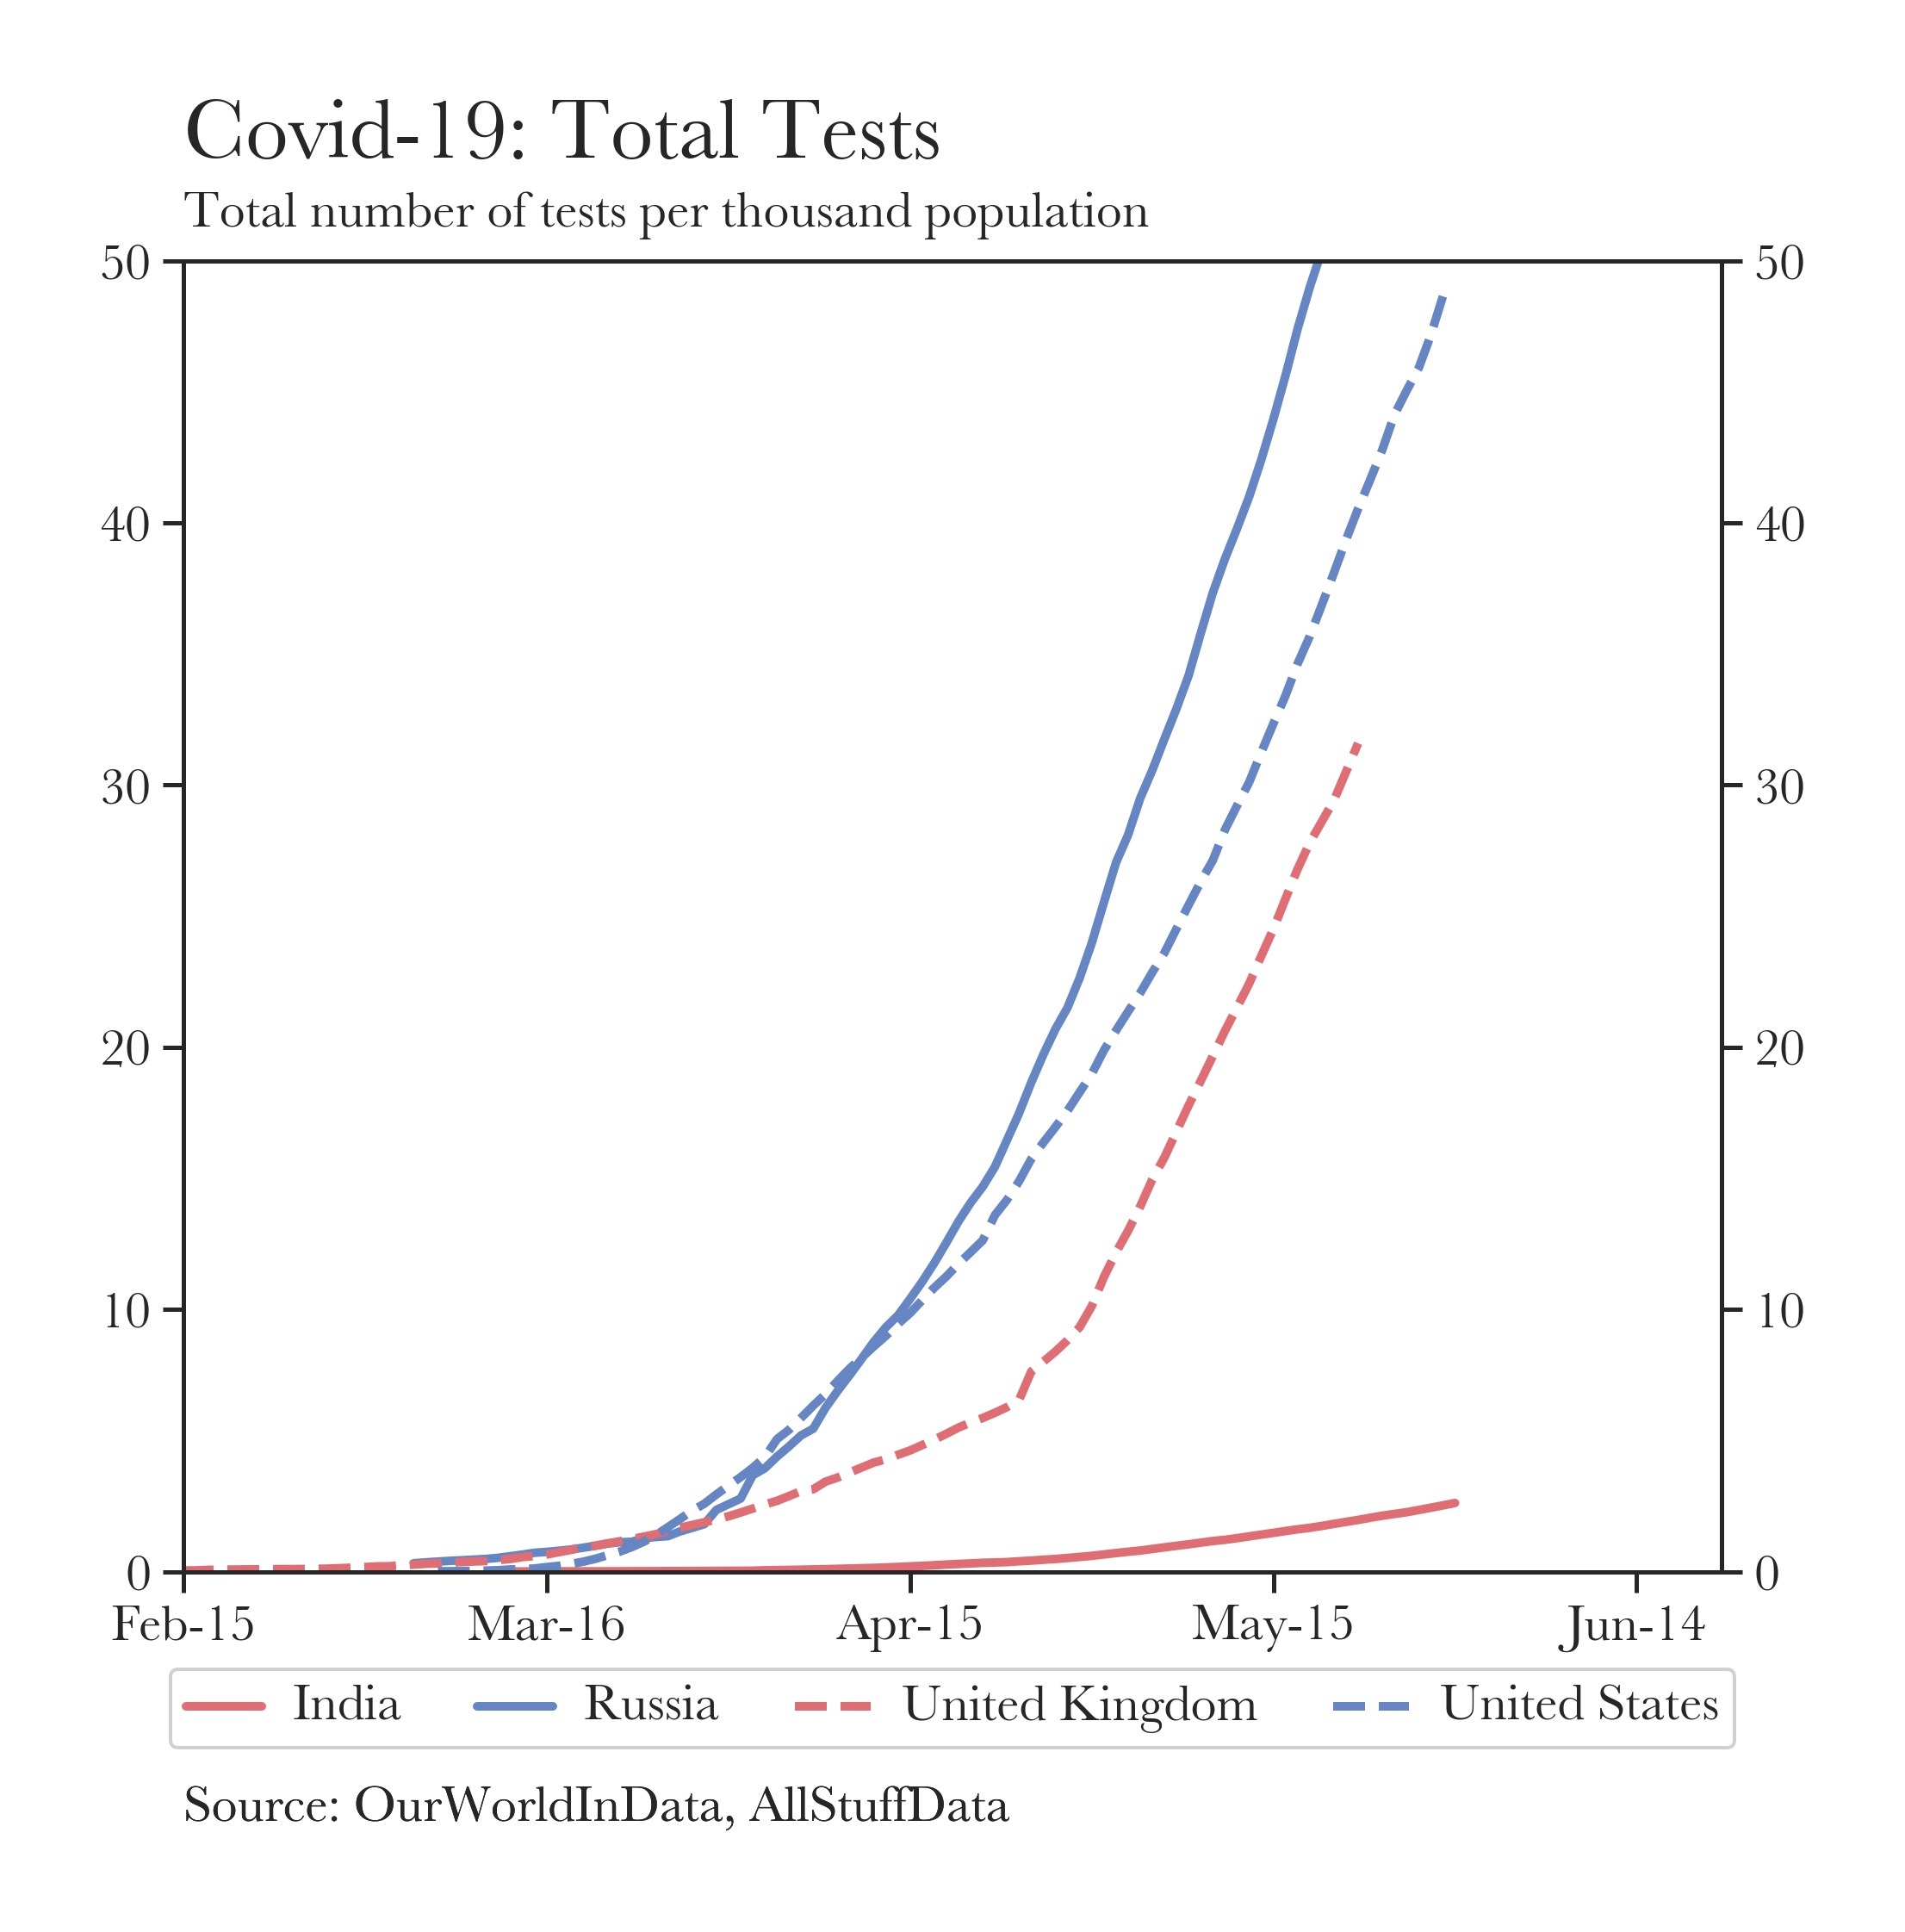 Covid-19: Total Tests
Total number of tests per thousand population
50 50
40 40
30 30
20 20
10 10
0 0
Feb-15 Mar-16 Apr-15 May-15 Jun-14
India Russia United Kingdom United States
Source: OurWorldInData, AllStuffData